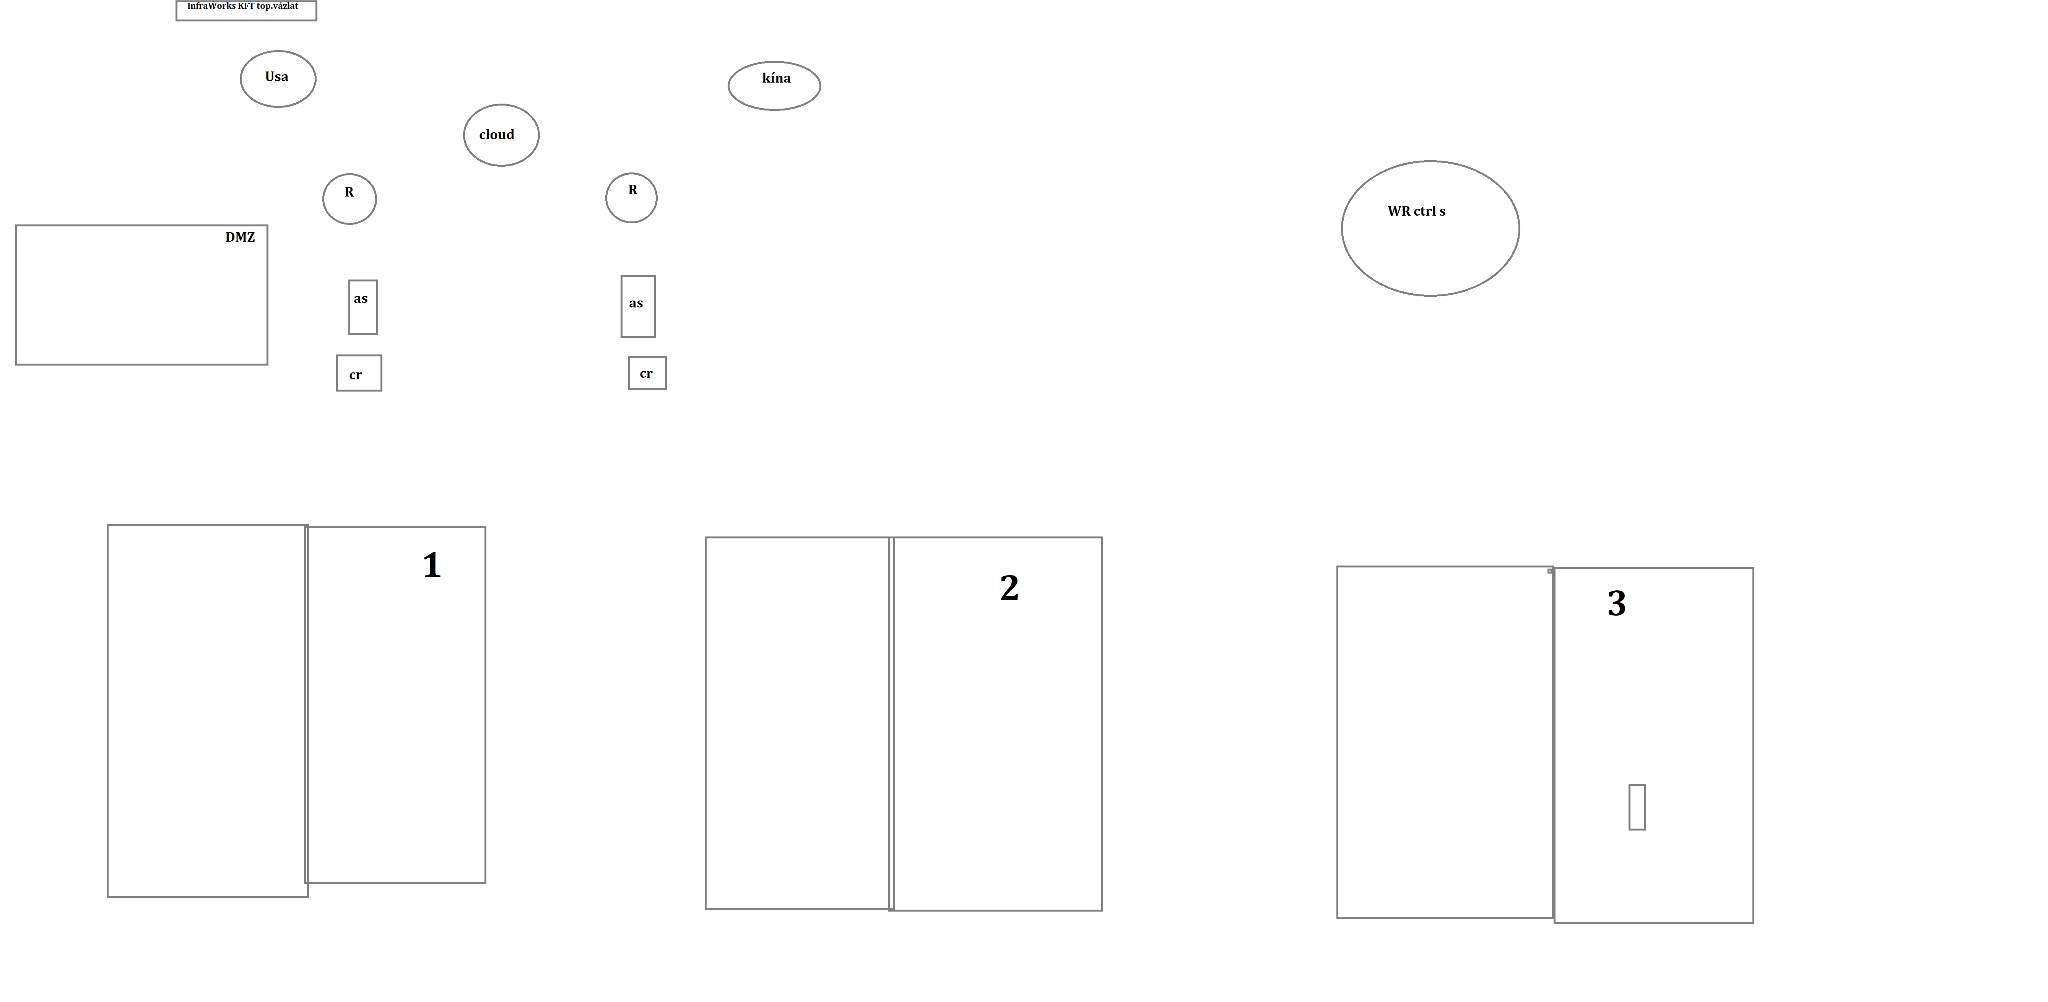 InfraWorks KFT top.vázlat
Usa
kína
cloud
R
R
WR ctrl s
DMZ
as
as
cr
cr
1
2
3